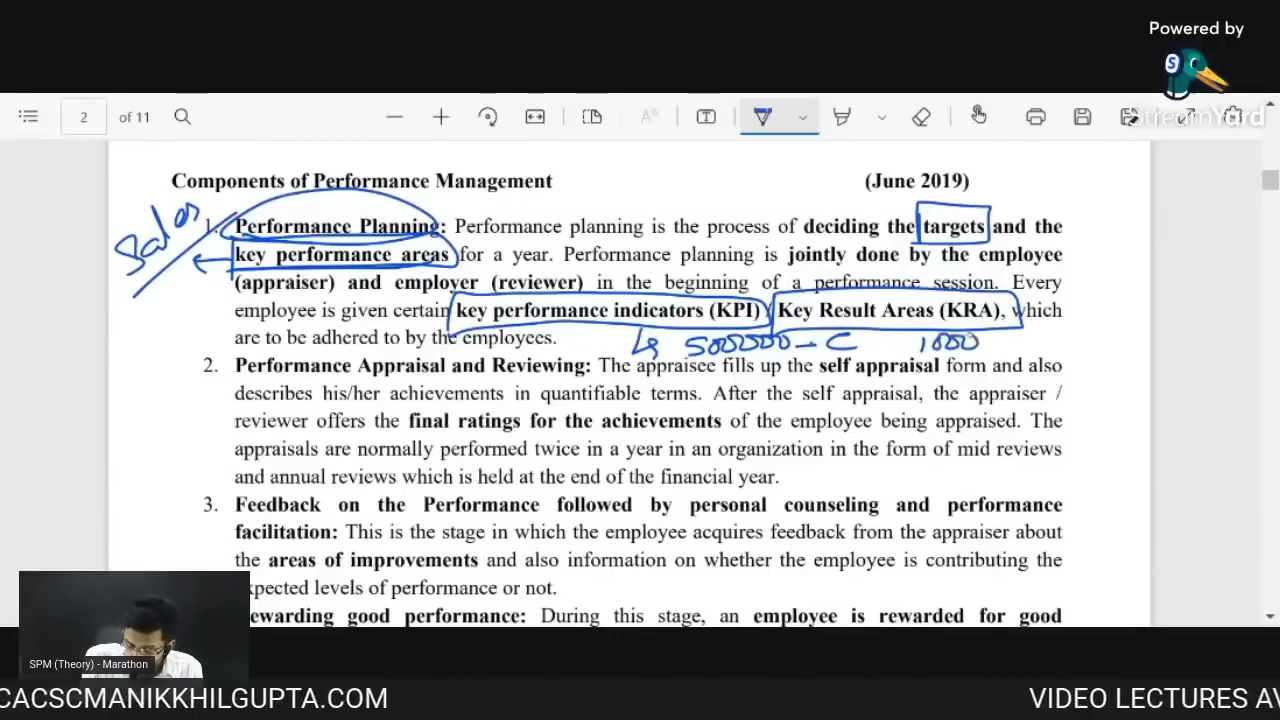 Powered by
S
StreamYard
2 of 11
Components of Performance Management (June 2019)
Sales
1. Performance Planning: Performance planning is the process of deciding the targets and the
key performance areas for a year. Performance planning is jointly done by the employee
(appraiser) and employer (reviewer) in the beginning of a performance session. Every
employee is given certain key performance indicators (KPI) / Key Result Areas (KRA), which
are to be adhered to by the employees.
5000000 - C 1000
2. Performance Appraisal and Reviewing: The appraisee fills up the self appraisal form and also
describes his/her achievements in quantifiable terms. After the self appraisal, the appraiser /
reviewer offers the final ratings for the achievements of the employee being appraised. The
appraisals are normally performed twice in a year in an organization in the form of mid reviews
and annual reviews which is held at the end of the financial year.
3. Feedback on the Performance followed by personal counseling and performance
facilitation: This is the stage in which the employee acquires feedback from the appraiser about
the areas of improvements and also information on whether the employee is contributing the
expected levels of performance or not.
ewarding good performance: During this stage, an employee is rewarded for good
SPM (Theory) - Marathon
CACSCMANIKKHILGUPTA.COM VIDEO LECTURES AV